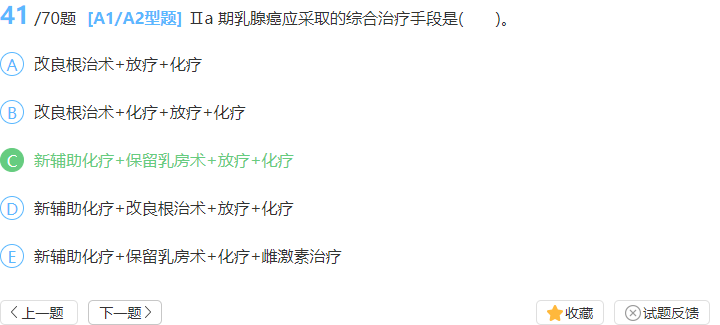 41 /70题 [A1/A2型题] Ⅱa 期乳腺癌应采取的综合治疗手段是(　　)。
A 改良根治术+放疗+化疗
B 改良根治术+化疗+放疗+化疗
C 新辅助化疗+保留乳房术+放疗+化疗
D 新辅助化疗+改良根治术+放疗+化疗
E 新辅助化疗+保留乳房术+化疗+雌激素治疗
上一题 下一题 收藏 试题反馈